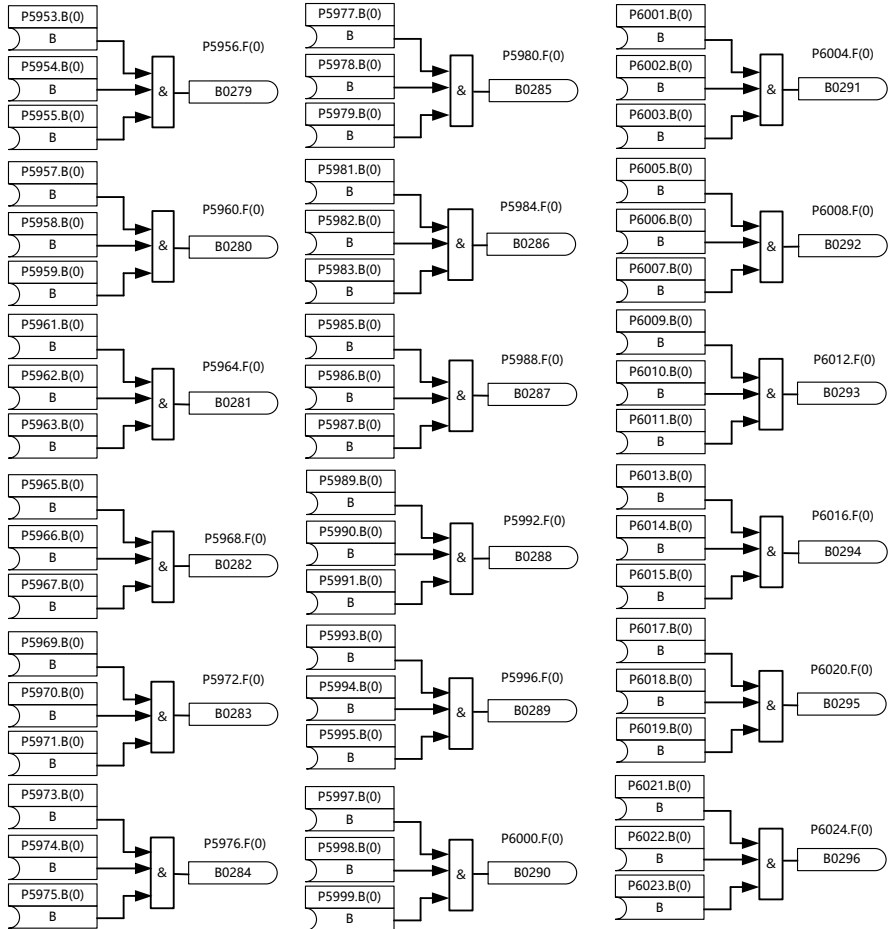 P5953.B(0)
B
P5954.B(0)
B
P5955.B(0)
B
&
P5956.F(0)
B0279
P5957.B(0)
B
P5958.B(0)
B
P5959.B(0)
B
&
P5960.F(0)
B0280
P5961.B(0)
B
P5962.B(0)
B
P5963.B(0)
B
&
P5964.F(0)
B0281
P5965.B(0)
B
P5966.B(0)
B
P5967.B(0)
B
&
P5968.F(0)
B0282
P5969.B(0)
B
P5970.B(0)
B
P5971.B(0)
B
&
P5972.F(0)
B0283
P5973.B(0)
B
P5974.B(0)
B
P5975.B(0)
B
&
P5976.F(0)
B0284
P5977.B(0)
B
P5978.B(0)
B
P5979.B(0)
B
&
P5980.F(0)
B0285
P5981.B(0)
B
P5982.B(0)
B
P5983.B(0)
B
&
P5984.F(0)
B0286
P5985.B(0)
B
P5986.B(0)
B
P5987.B(0)
B
&
P5988.F(0)
B0287
P5989.B(0)
B
P5990.B(0)
B
P5991.B(0)
B
&
P5992.F(0)
B0288
P5993.B(0)
B
P5994.B(0)
B
P5995.B(0)
B
&
P5996.F(0)
B0289
P5997.B(0)
B
P5998.B(0)
B
P5999.B(0)
B
&
P6000.F(0)
B0290
P6001.B(0)
B
P6002.B(0)
B
P6003.B(0)
B
&
P6004.F(0)
B0291
P6005.B(0)
B
P6006.B(0)
B
P6007.B(0)
B
&
P6008.F(0)
B0292
P6009.B(0)
B
P6010.B(0)
B
P6011.B(0)
B
&
P6012.F(0)
B0293
P6013.B(0)
B
P6014.B(0)
B
P6015.B(0)
B
&
P6016.F(0)
B0294
P6017.B(0)
B
P6018.B(0)
B
P6019.B(0)
B
&
P6020.F(0)
B0295
P6021.B(0)
B
P6022.B(0)
B
P6023.B(0)
B
&
P6024.F(0)
B0296